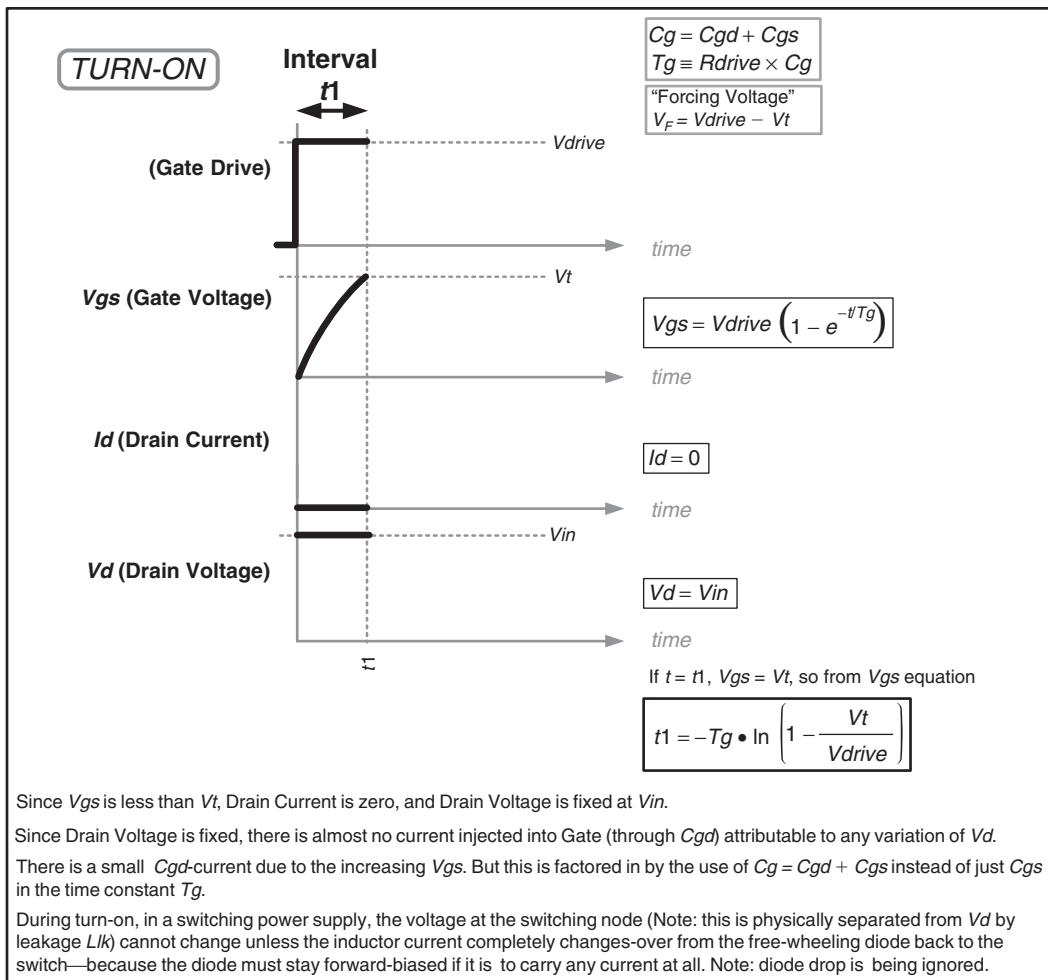 TURN-ON
Interval
t1
Cg = Cgd + Cgs
Tg ≡ Rdrive × Cg
“Forcing Voltage”
V_F = Vdrive − Vt
(Gate Drive)
Vdrive
time
Vgs (Gate Voltage)
Vt
Vgs = Vdrive (1 − e^{−t/Tg})
time
Id (Drain Current)
Id = 0
time
Vin
Vd (Drain Voltage)
Vd = Vin
time
t1
If t = t1, Vgs = Vt, so from Vgs equation
t1 = −Tg • ln (1 − Vt/Vdrive)
Since Vgs is less than Vt, Drain Current is zero, and Drain Voltage is fixed at Vin.
Since Drain Voltage is fixed, there is almost no current injected into Gate (through Cgd) attributable to any variation of Vd.
There is a small Cgd-current due to the increasing Vgs. But this is factored in by the use of Cg = Cgd + Cgs instead of just Cgs
in the time constant Tg.
During turn-on, in a switching power supply, the voltage at the switching node (Note: this is physically separated from Vd by
leakage Llk) cannot change unless the inductor current completely changes-over from the free-wheeling diode back to the
switch—because the diode must stay forward-biased if it is to carry any current at all. Note: diode drop is being ignored.